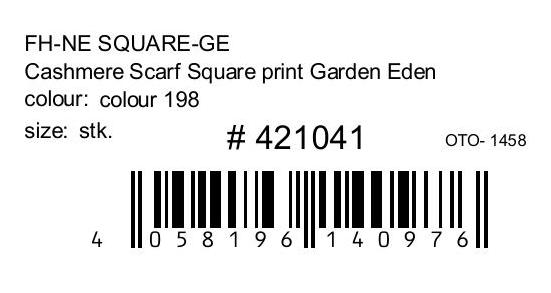 FH-NE SQUARE-GE
Cashmere Scarf Square print Garden Eden
colour: colour 198
size: stk.
# 421041
OTO- 1458
4 058196 140976